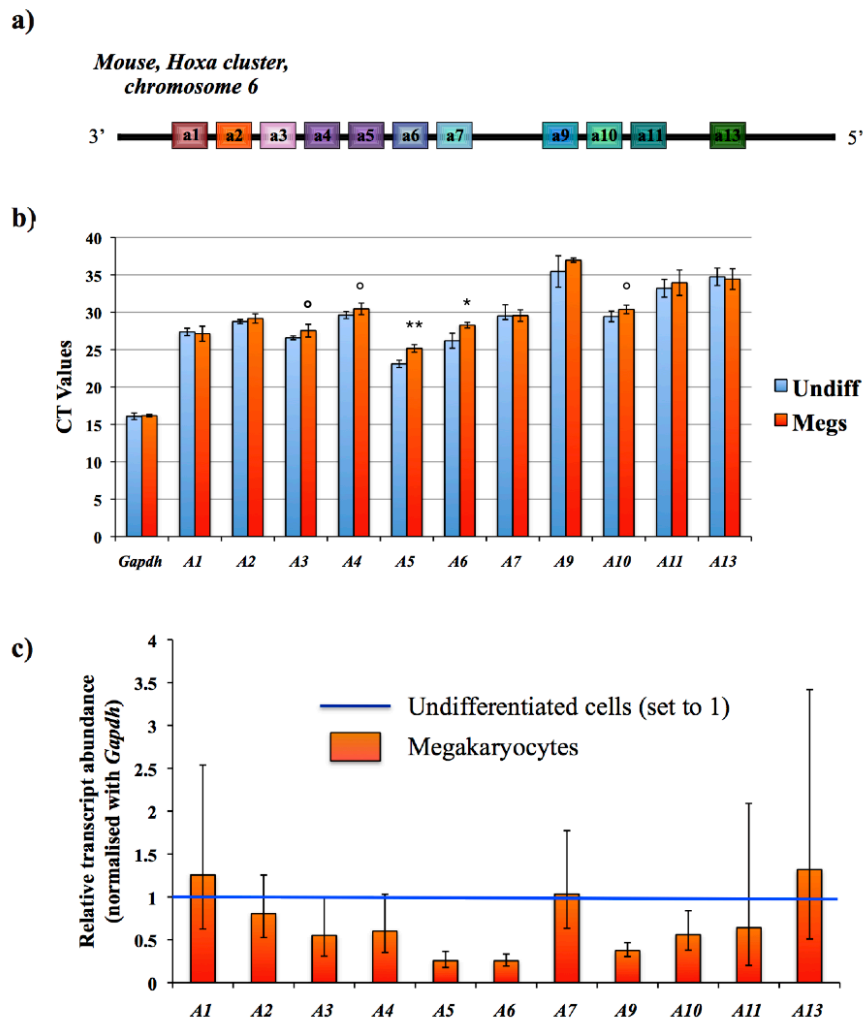 a)
Mouse, Hoxa cluster,
chromosome 6
3’ a1 a2 a3 a4 a5 a6 a7 a9 a10 a11 a13 5’
b)
CT Values
40
35
30
25
20
15
10
5
0
° ° ** * °
Gapdh A1 A2 A3 A4 A5 A6 A7 A9 A10 A11 A13
Undiff
Megs
c)
Relative transcript abundance
(normalised with Gapdh)
4
3.5
3
2.5
2
1.5
1
0.5
0
Undifferentiated cells (set to 1)
Megakaryocytes
A1 A2 A3 A4 A5 A6 A7 A9 A10 A11 A13